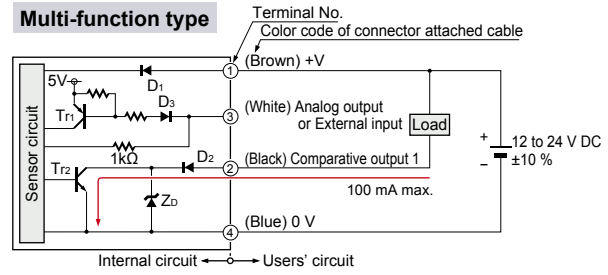 Multi-function type
Terminal No.
Color code of connector attached cable
(Brown) +V
1
D1
5V
Tr1
D3
3
(White) Analog output
or External input
Load
1kΩ
Sensor circuit
Tr2
D2
2
(Black) Comparative output 1
100 mA max.
ZD
+
−
12 to 24 V DC
±10 %
4
(Blue) 0 V
Internal circuit
Users' circuit